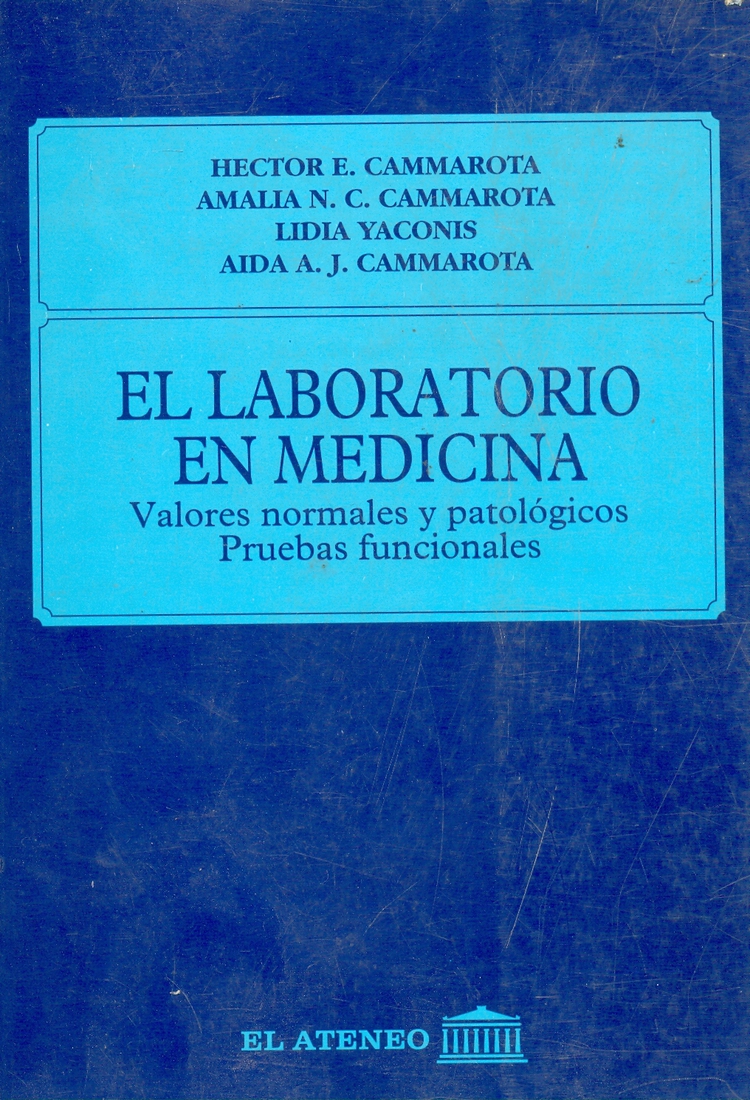 HECTOR E. CAMMAROTA
AMALIA N. C. CAMMAROTA
LIDIA YACONIS
AIDA A. J. CAMMAROTA
EL LABORATORIO
EN MEDICINA
Valores normales y patológicos
Pruebas funcionales
EL ATENEO